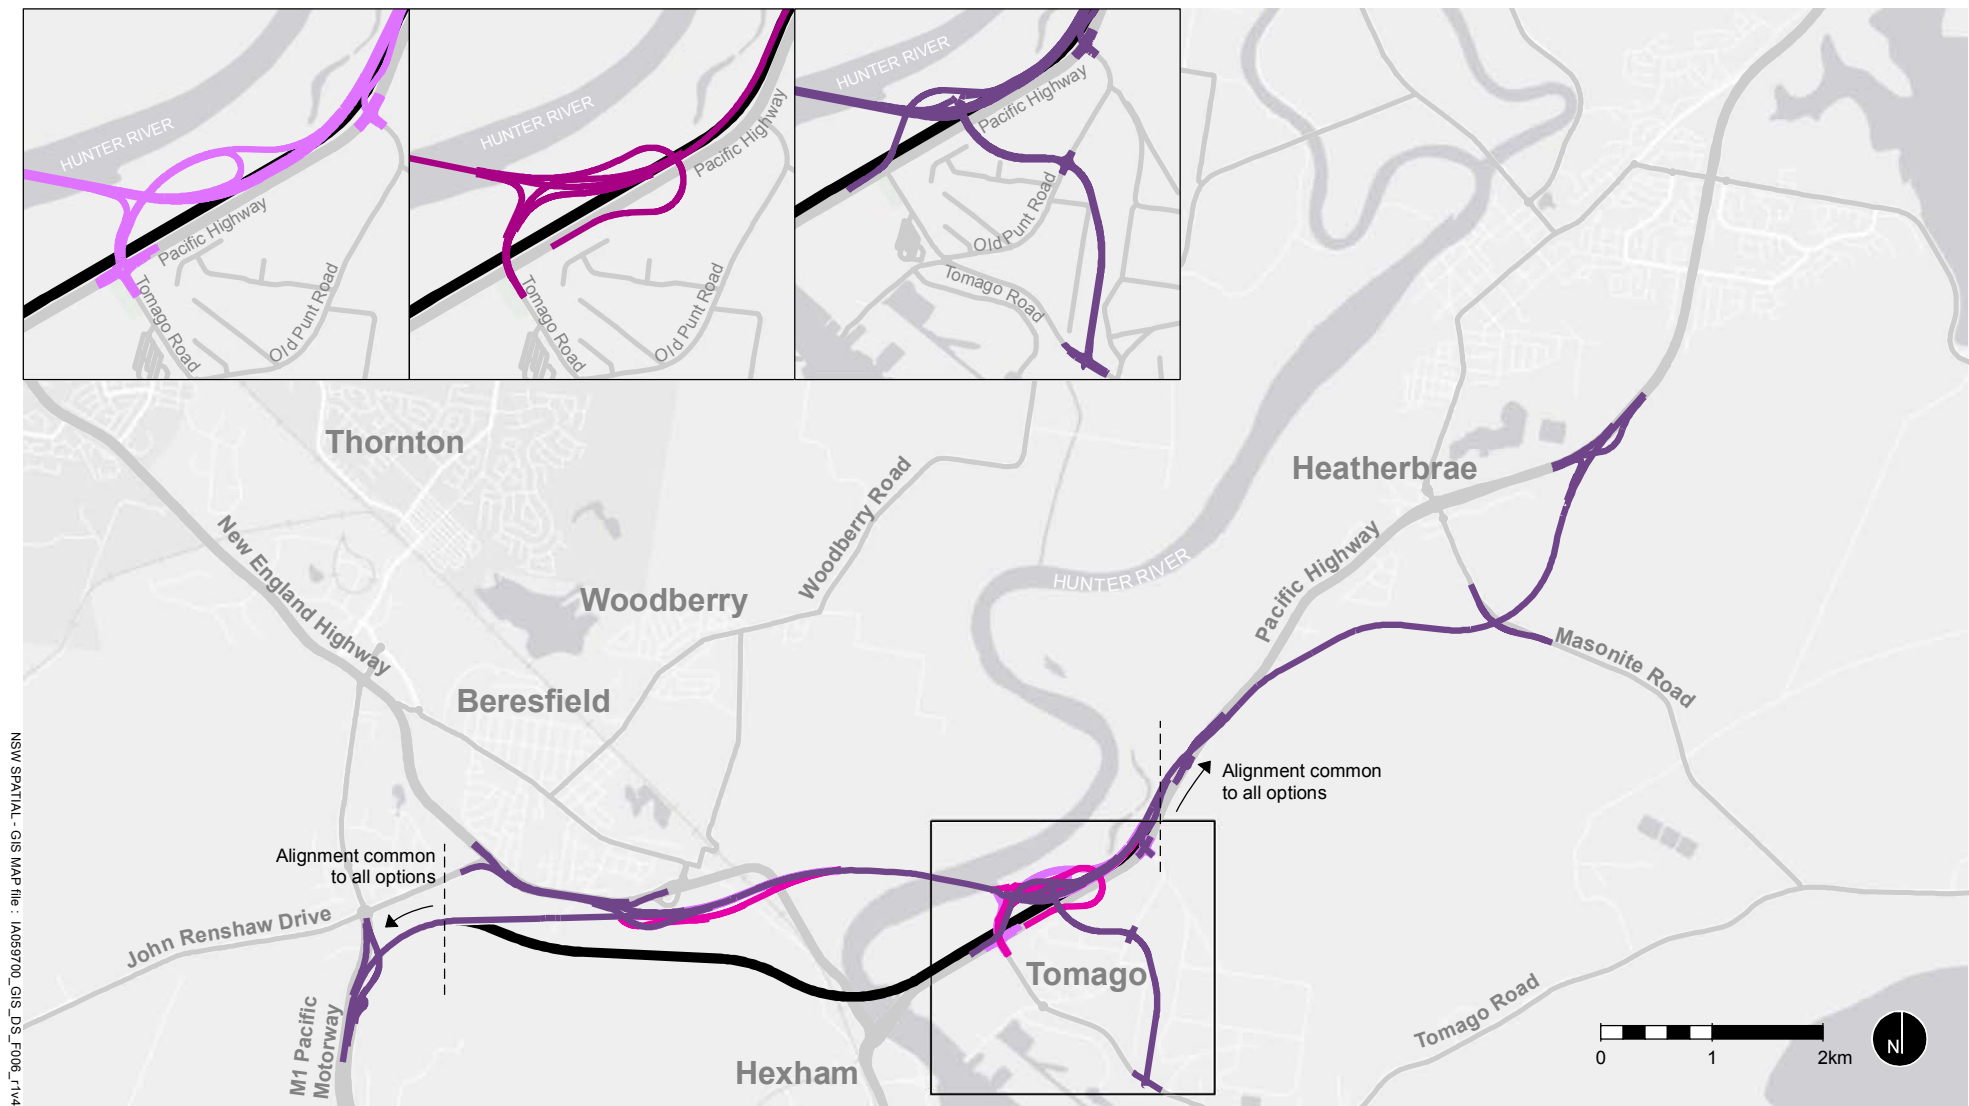 HUNTER RIVER
Pacific Highway
Tomago Road
Old Punt Road
HUNTER RIVER
Pacific Highway
Tomago Road
Old Punt Road
HUNTER RIVER
Pacific Highway
Old Punt Road
Tomago Road
Thornton
New England Highway
Woodberry Road
Woodberry
Beresfield
HUNTER RIVER
Heatherbrae
Pacific Highway
Masonite Road
Alignment common
to all options
Alignment common
to all options
John Renshaw Drive
M1 Pacific
Motorway
Tomago
Hexham
Tomago Road
0
1
2km
N
NSW SPATIAL - GIS MAP file : IA059700_GIS_DS_F006_r1v4